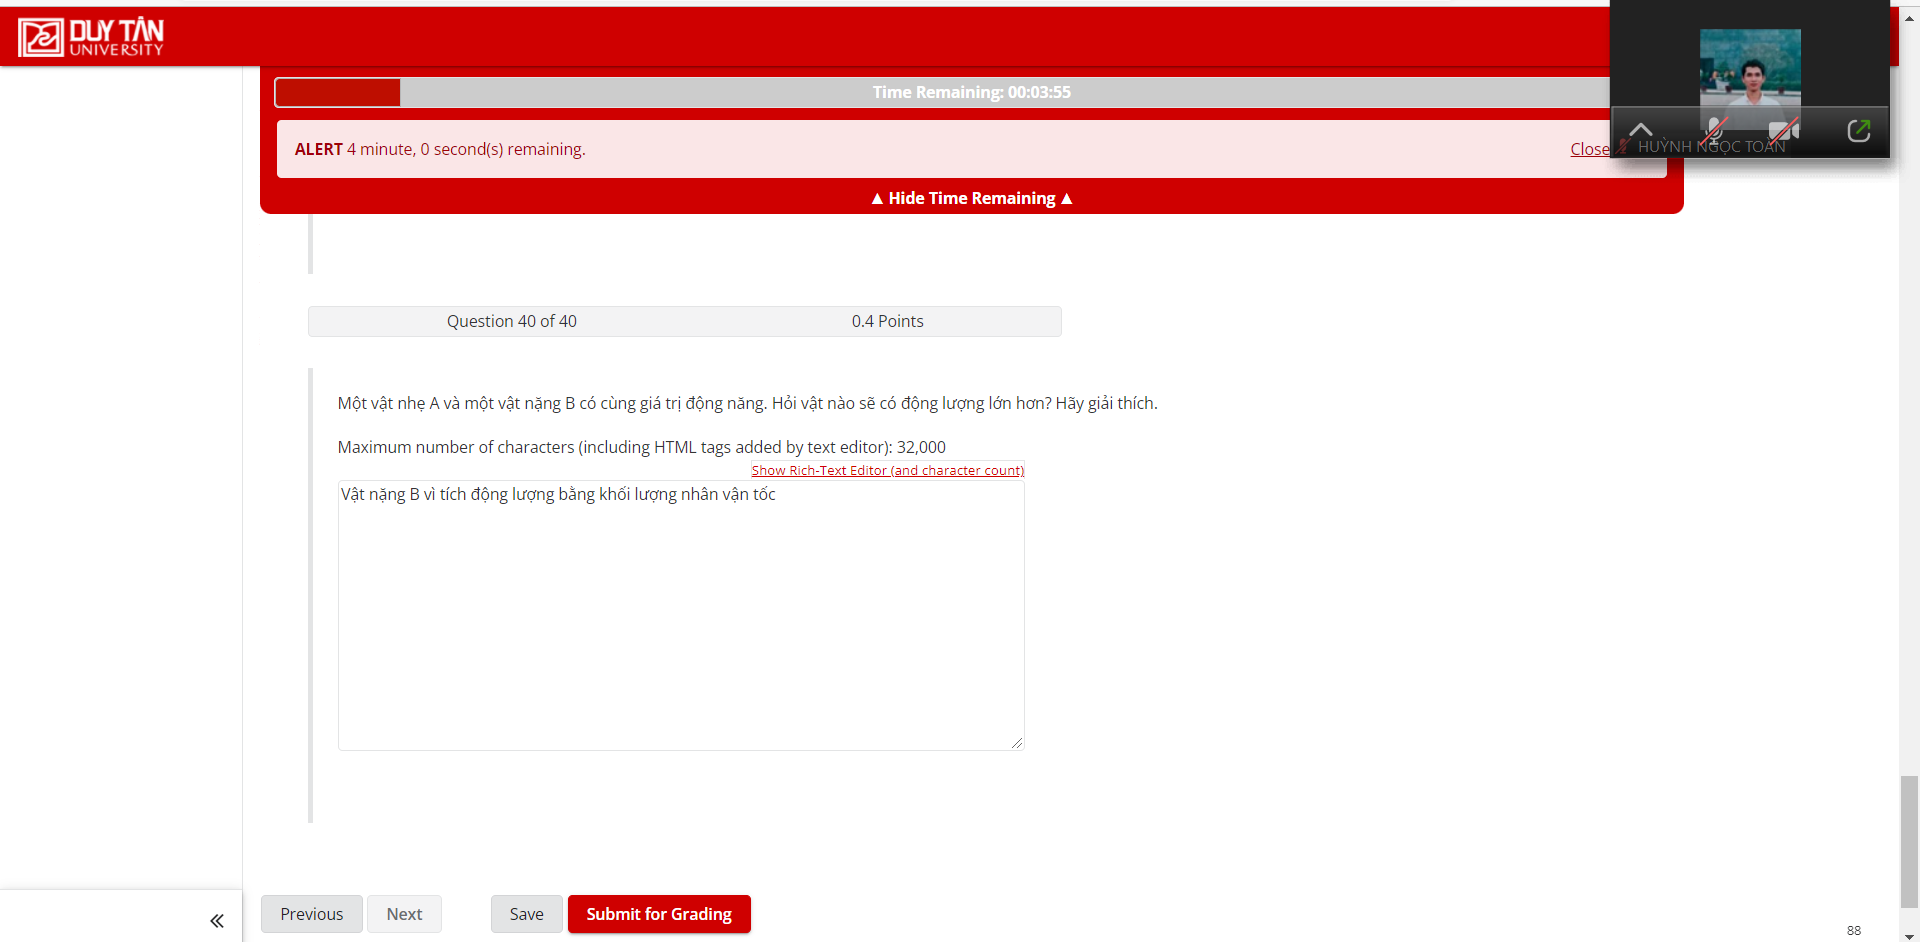 DUY TÂN
UNIVERSITY
Time Remaining: 00:03:55
ALERT 4 minute, 0 second(s) remaining.
Close
HUỲNH NGỌC TOÀN
▲ Hide Time Remaining ▲
Question 40 of 40
0.4 Points
Một vật nhẹ A và một vật nặng B có cùng giá trị động năng. Hỏi vật nào sẽ có động lượng lớn hơn? Hãy giải thích.
Maximum number of characters (including HTML tags added by text editor): 32,000
Show Rich-Text Editor (and character count)
Vật nặng B vì tích động lượng bằng khối lượng nhân vận tốc
Previous
Next
Save
Submit for Grading
88